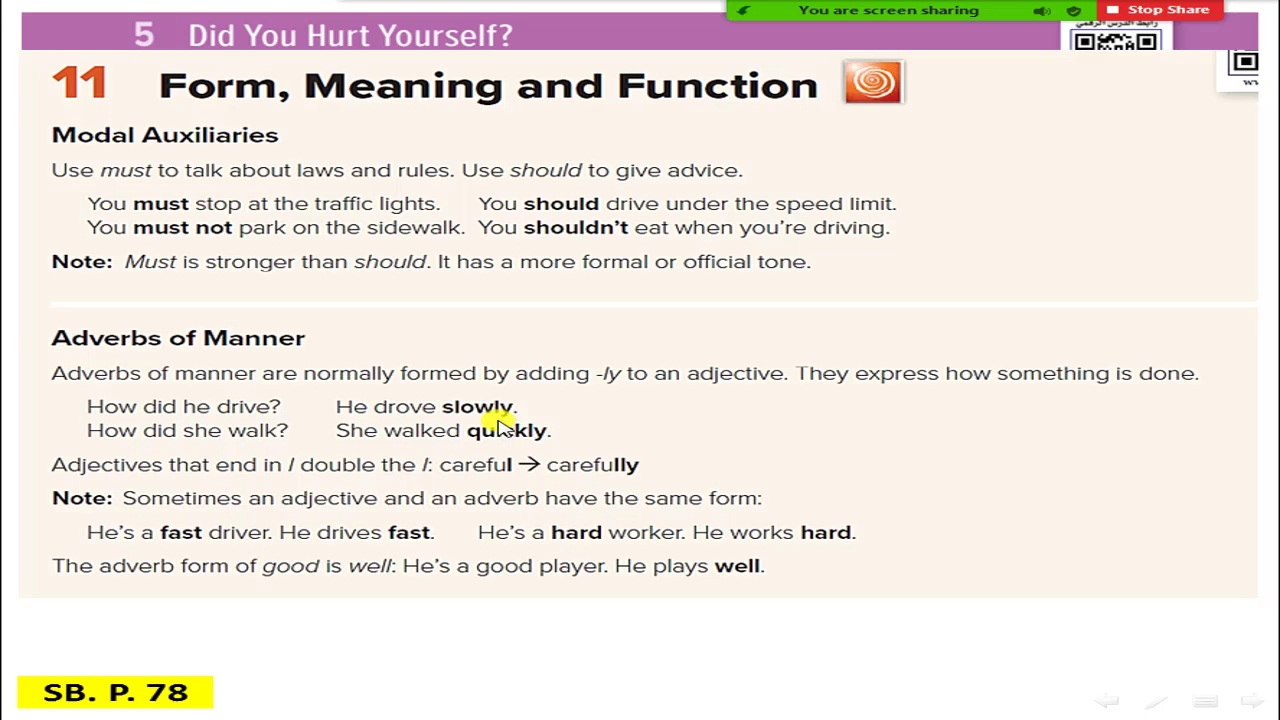 You are screen sharing
Stop Share
رابط الدرس الرقمي
5 Did You Hurt Yourself?
11 Form, Meaning and Function
Modal Auxiliaries
Use must to talk about laws and rules. Use should to give advice.
You must stop at the traffic lights. You should drive under the speed limit.
You must not park on the sidewalk. You shouldn't eat when you're driving.
Note: Must is stronger than should. It has a more formal or official tone.
Adverbs of Manner
Adverbs of manner are normally formed by adding -ly to an adjective. They express how something is done.
How did he drive? He drove slowly.
How did she walk? She walked quickly.
Adjectives that end in l double the l: careful → carefully
Note: Sometimes an adjective and an adverb have the same form:
He's a fast driver. He drives fast. He's a hard worker. He works hard.
The adverb form of good is well: He's a good player. He plays well.
SB. P. 78